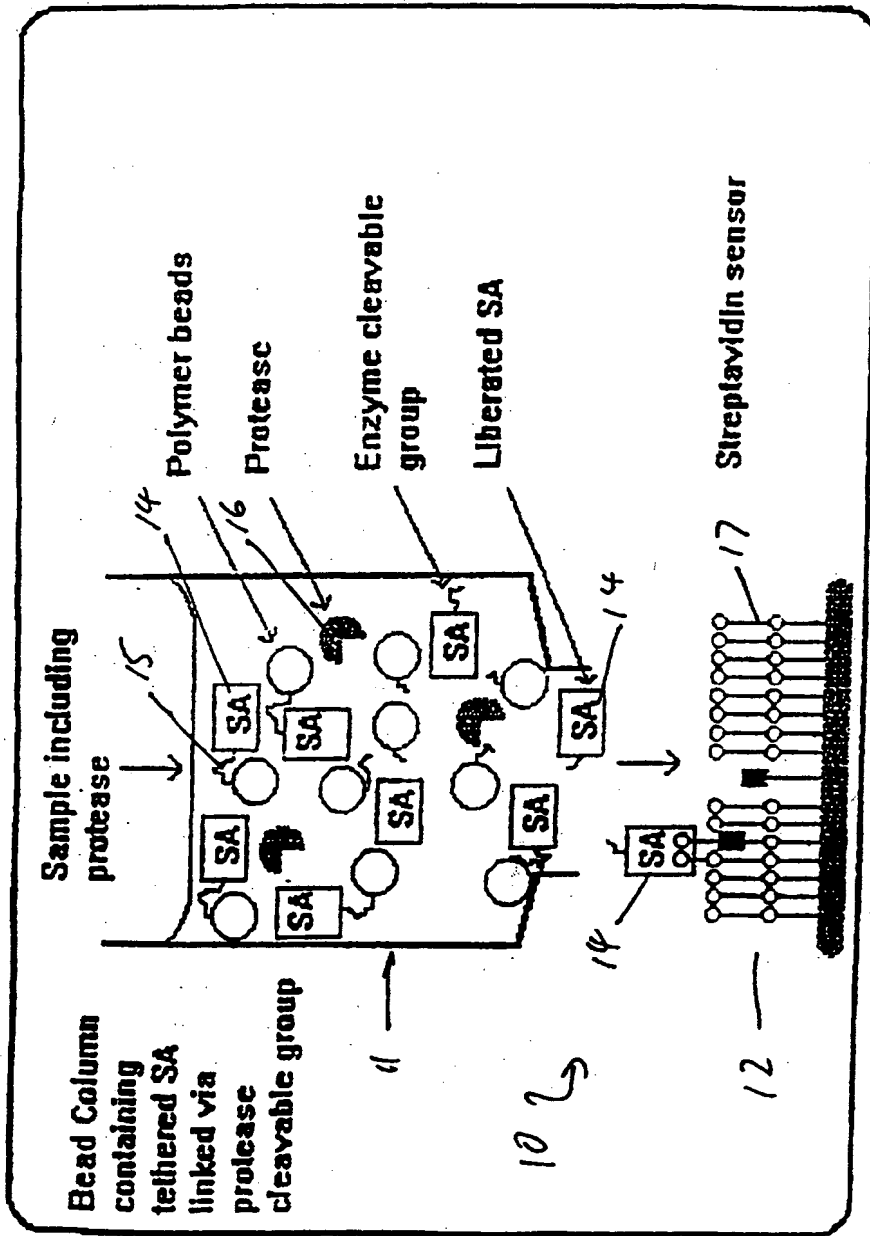 Bead Column
containing
tethered SA
linked via
protease
cleavable group
Sample including
protease
15
14
Polymer beads
16
Protease
Enzyme cleavable
group
Liberated SA
SA
SA
SA
SA
SA
SA
SA
SA
14
11
10
SA
14
12
17
Streptavidin sensor